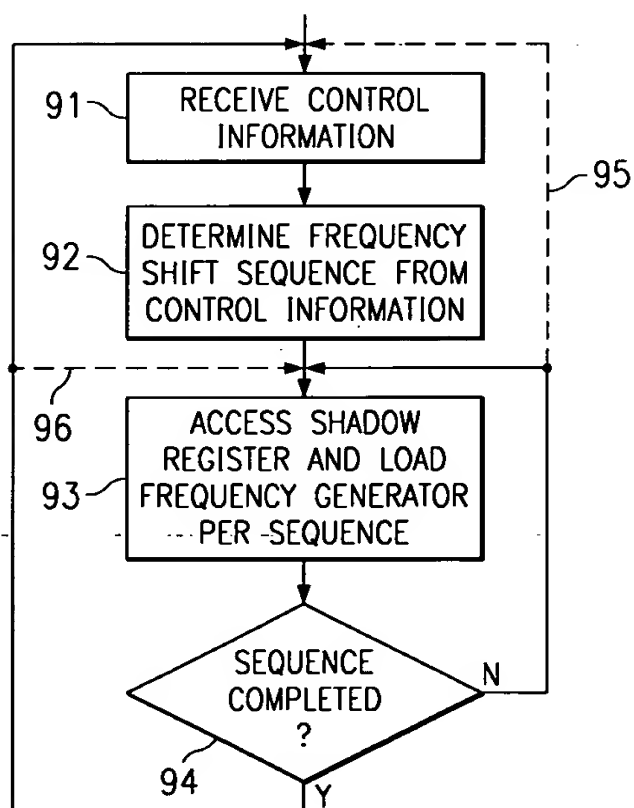 91
RECEIVE CONTROL
INFORMATION
95
92
DETERMINE FREQUENCY
SHIFT SEQUENCE FROM
CONTROL INFORMATION
96
93
ACCESS SHADOW
REGISTER AND LOAD
FREQUENCY GENERATOR
PER SEQUENCE
SEQUENCE
COMPLETED
?
N
94
Y